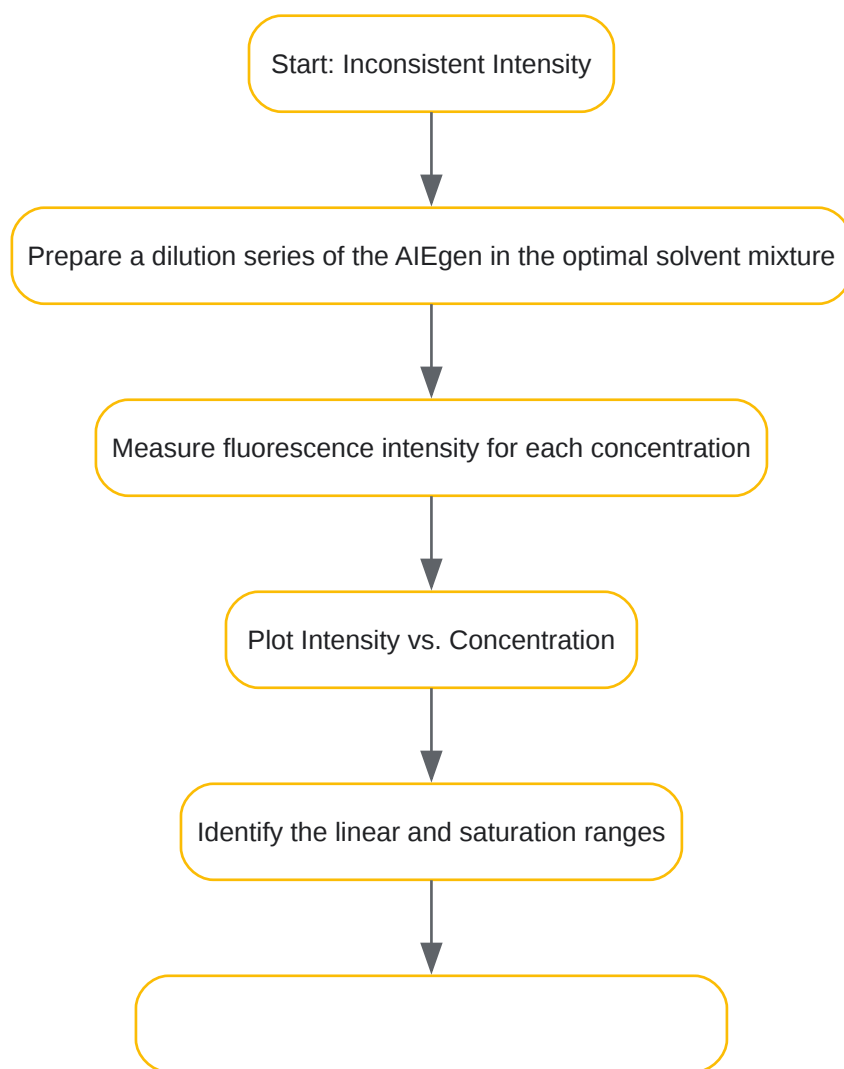 Start: Inconsistent Intensity
Prepare a dilution series of the AIEgen in the optimal solvent mixture
Measure fluorescence intensity for each concentration
Plot Intensity vs. Concentration
Identify the linear and saturation ranges